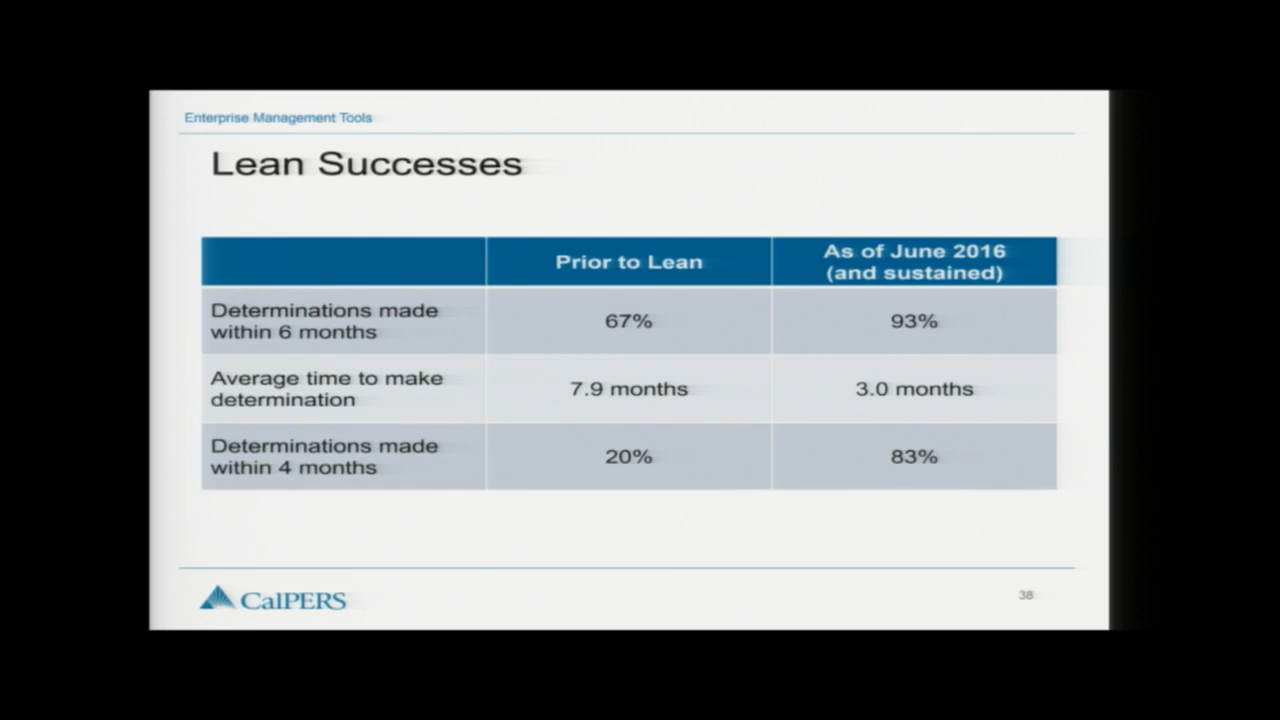 Enterprise Management Tools
Lean Successes
Prior to Lean
As of June 2016
(and sustained)
Determinations made
within 6 months
67%
93%
Average time to make
determination
7.9 months
3.0 months
Determinations made
within 4 months
20%
83%
CalPERS
38